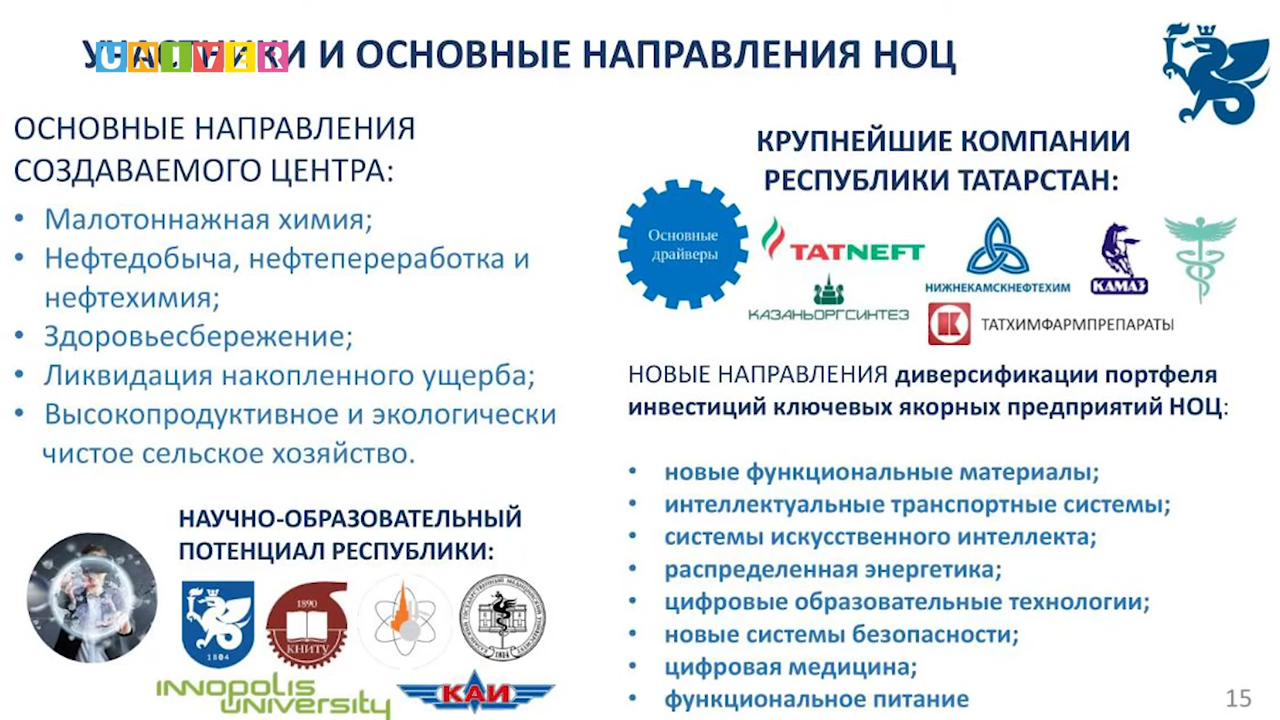 УЧАСТНИКИ И ОСНОВНЫЕ НАПРАВЛЕНИЯ НОЦ
UNIVER
ОСНОВНЫЕ НАПРАВЛЕНИЯ
СОЗДАВАЕМОГО ЦЕНТРА:
• Малотоннажная химия;
• Нефтедобыча, нефтепереработка и
нефтехимия;
• Здоровьесбережение;
• Ликвидация накопленного ущерба;
• Высокопродуктивное и экологически
чистое сельское хозяйство.
НАУЧНО-ОБРАЗОВАТЕЛЬНЫЙ
ПОТЕНЦИАЛ РЕСПУБЛИКИ:
1804
1890
КНИТУ
1814
INNOPOLIS
UNIVERSITY
КАИ
КРУПНЕЙШИЕ КОМПАНИИ
РЕСПУБЛИКИ ТАТАРСТАН:
Основные
драйверы
TATNEFT
НИЖНЕКАМСКНЕФТЕХИМ
КАМАЗ
КАЗАНЬОРГСИНТЕЗ
ТАТХИМФАРМПРЕПАРАТЫ
НОВЫЕ НАПРАВЛЕНИЯ диверсификации портфеля
инвестиций ключевых якорных предприятий НОЦ:
• новые функциональные материалы;
• интеллектуальные транспортные системы;
• системы искусственного интеллекта;
• распределенная энергетика;
• цифровые образовательные технологии;
• новые системы безопасности;
• цифровая медицина;
• функциональное питание
15